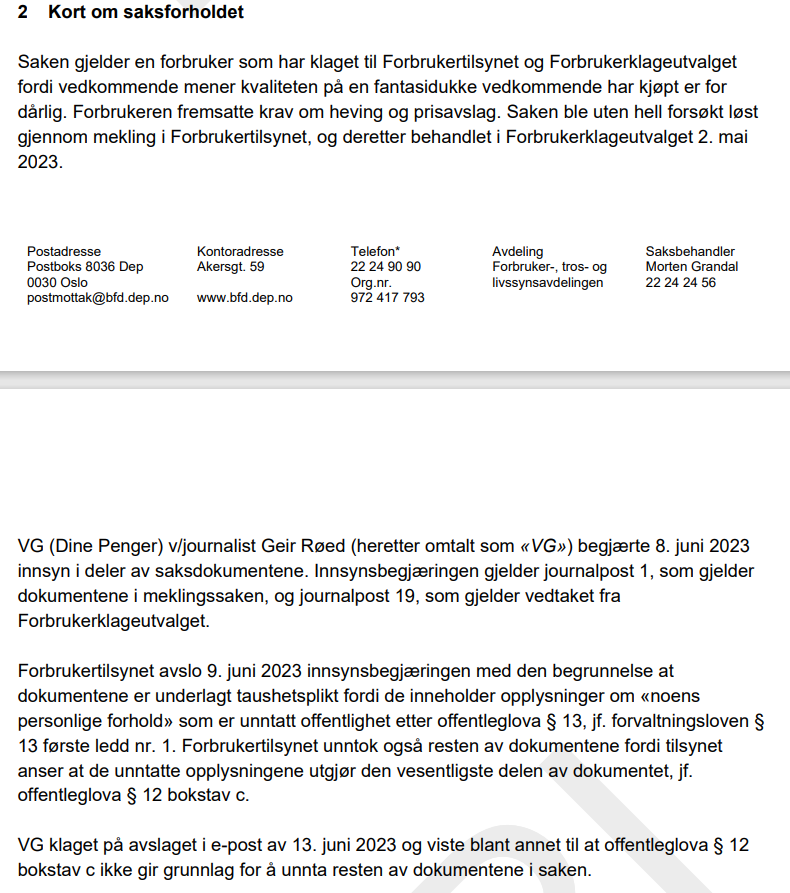 2 Kort om saksforholdet
Saken gjelder en forbruker som har klaget til Forbrukertilsynet og Forbrukerklageutvalget
fordi vedkommende mener kvaliteten på en fantasidukke vedkommende har kjøpt er for
dårlig. Forbrukeren fremsatte krav om heving og prisavslag. Saken ble uten hell forsøkt løst
gjennom mekling i Forbrukertilsynet, og deretter behandlet i Forbrukerklageutvalget 2. mai
2023.
Postadresse
Postboks 8036 Dep
0030 Oslo
postmottak@bfd.dep.no
Kontoradresse
Akersgt. 59
www.bfd.dep.no
Telefon*
22 24 90 90
Org.nr.
972 417 793
Avdeling
Forbruker-, tros- og
livssynsavdelingen
Saksbehandler
Morten Grandal
22 24 24 56
VG (Dine Penger) v/journalist Geir Røed (heretter omtalt som «VG») begjærte 8. juni 2023
innsyn i deler av saksdokumentene. Innsynsbegjæringen gjelder journalpost 1, som gjelder
dokumentene i meklingssaken, og journalpost 19, som gjelder vedtaket fra
Forbrukerklageutvalget.
Forbrukertilsynet avslo 9. juni 2023 innsynsbegjæringen med den begrunnelse at
dokumentene er underlagt taushetsplikt fordi de inneholder opplysninger om «noens
personlige forhold» som er unntatt offentlighet etter offentleglova § 13, jf. forvaltningsloven §
13 første ledd nr. 1. Forbrukertilsynet unntok også resten av dokumentene fordi tilsynet
anser at de unntatte opplysningene utgjør den vesentligste delen av dokumentet, jf.
offentleglova § 12 bokstav c.
VG klaget på avslaget i e-post av 13. juni 2023 og viste blant annet til at offentleglova § 12
bokstav c ikke gir grunnlag for å unnta resten av dokumentene i saken.